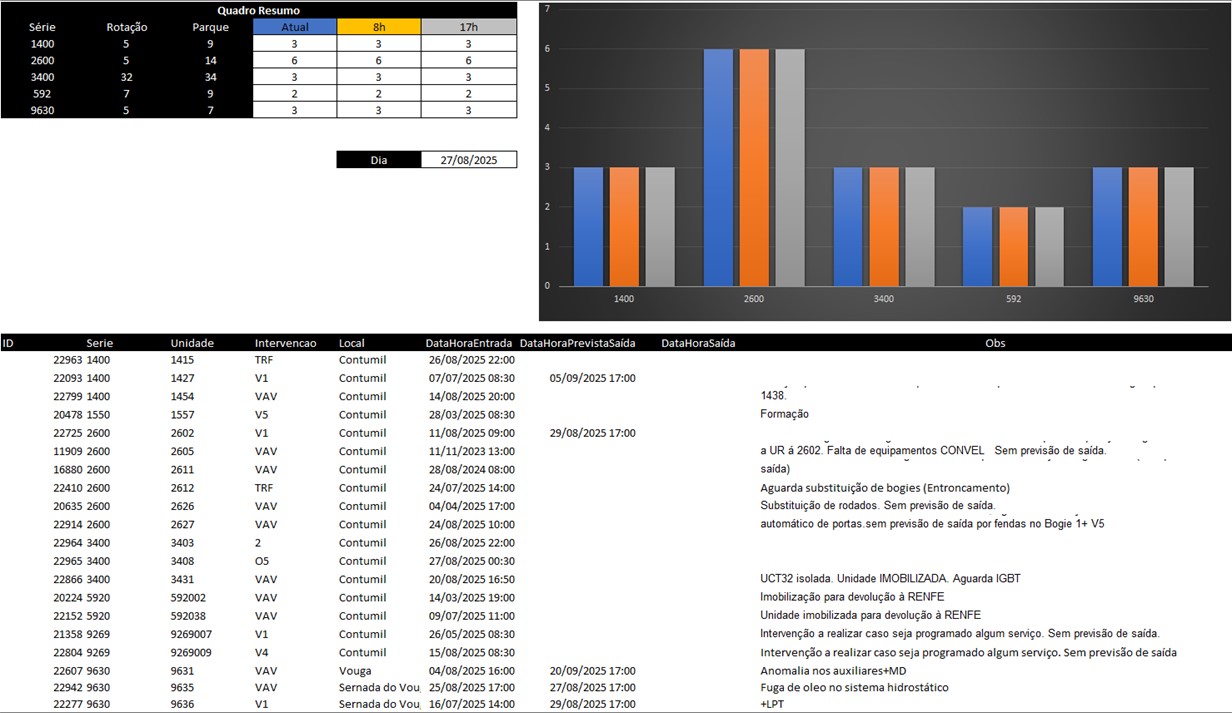 Quadro Resumo
Série Rotação Parque Atual 8h 17h
1400 5 9 3 3 3
2600 5 14 6 6 6
3400 32 34 3 3 3
592 7 9 2 2 2
9630 5 7 3 3 3
Dia 27/08/2025
7
6
5
4
3
2
1
0
1400 2600 3400 592 9630
ID Serie Unidade Intervencao Local DataHoraEntrada DataHoraPrevistaSaída DataHoraSaída Obs
22963 1400 1415 TRF Contumil 26/08/2025 22:00
22093 1400 1427 V1 Contumil 07/07/2025 08:30 05/09/2025 17:00
22799 1400 1454 VAV Contumil 14/08/2025 20:00 1438.
20478 1550 1557 V5 Contumil 28/03/2025 08:30 Formação
22725 2600 2602 V1 Contumil 11/08/2025 09:00 29/08/2025 17:00
11909 2600 2605 VAV Contumil 11/11/2023 13:00 a UR á 2602. Falta de equipamentos CONVEL Sem previsão de saída.
16880 2600 2611 VAV Contumil 28/08/2024 08:00 saída)
22410 2600 2612 TRF Contumil 24/07/2025 14:00 Aguarda substituição de bogies (Entroncamento)
20635 2600 2626 VAV Contumil 04/04/2025 17:00 Substituição de rodados. Sem previsão de saída.
22914 2600 2627 VAV Contumil 24/08/2025 10:00 automático de portas.sem previsão de saída por fendas no Bogie 1+ V5
22964 3400 3403 2 Contumil 26/08/2025 22:00
22965 3400 3408 O5 Contumil 27/08/2025 00:30
22866 3400 3431 VAV Contumil 20/08/2025 16:50 UCT32 isolada. Unidade IMOBILIZADA. Aguarda IGBT
20224 5920 592002 VAV Contumil 14/03/2025 19:00 Imobilização para devolução à RENFE
22152 5920 592038 VAV Contumil 09/07/2025 11:00 Unidade imobilizada para devolução à RENFE
21358 9269 9269007 V1 Contumil 26/05/2025 08:30 Intervenção a realizar caso seja programado algum serviço. Sem previsão de saída.
22804 9269 9269009 V4 Contumil 15/08/2025 08:30 Intervenção a realizar caso seja programado algum serviço. Sem previsão de saída
22607 9630 9631 VAV Vouga 04/08/2025 16:00 20/09/2025 17:00 Anomalia nos auxiliares+MD
22942 9630 9635 VAV Sernada do Vou 25/08/2025 17:00 27/08/2025 17:00 Fuga de oleo no sistema hidrostático
22277 9630 9636 V1 Sernada do Vou 16/07/2025 14:00 29/08/2025 17:00 +LPT